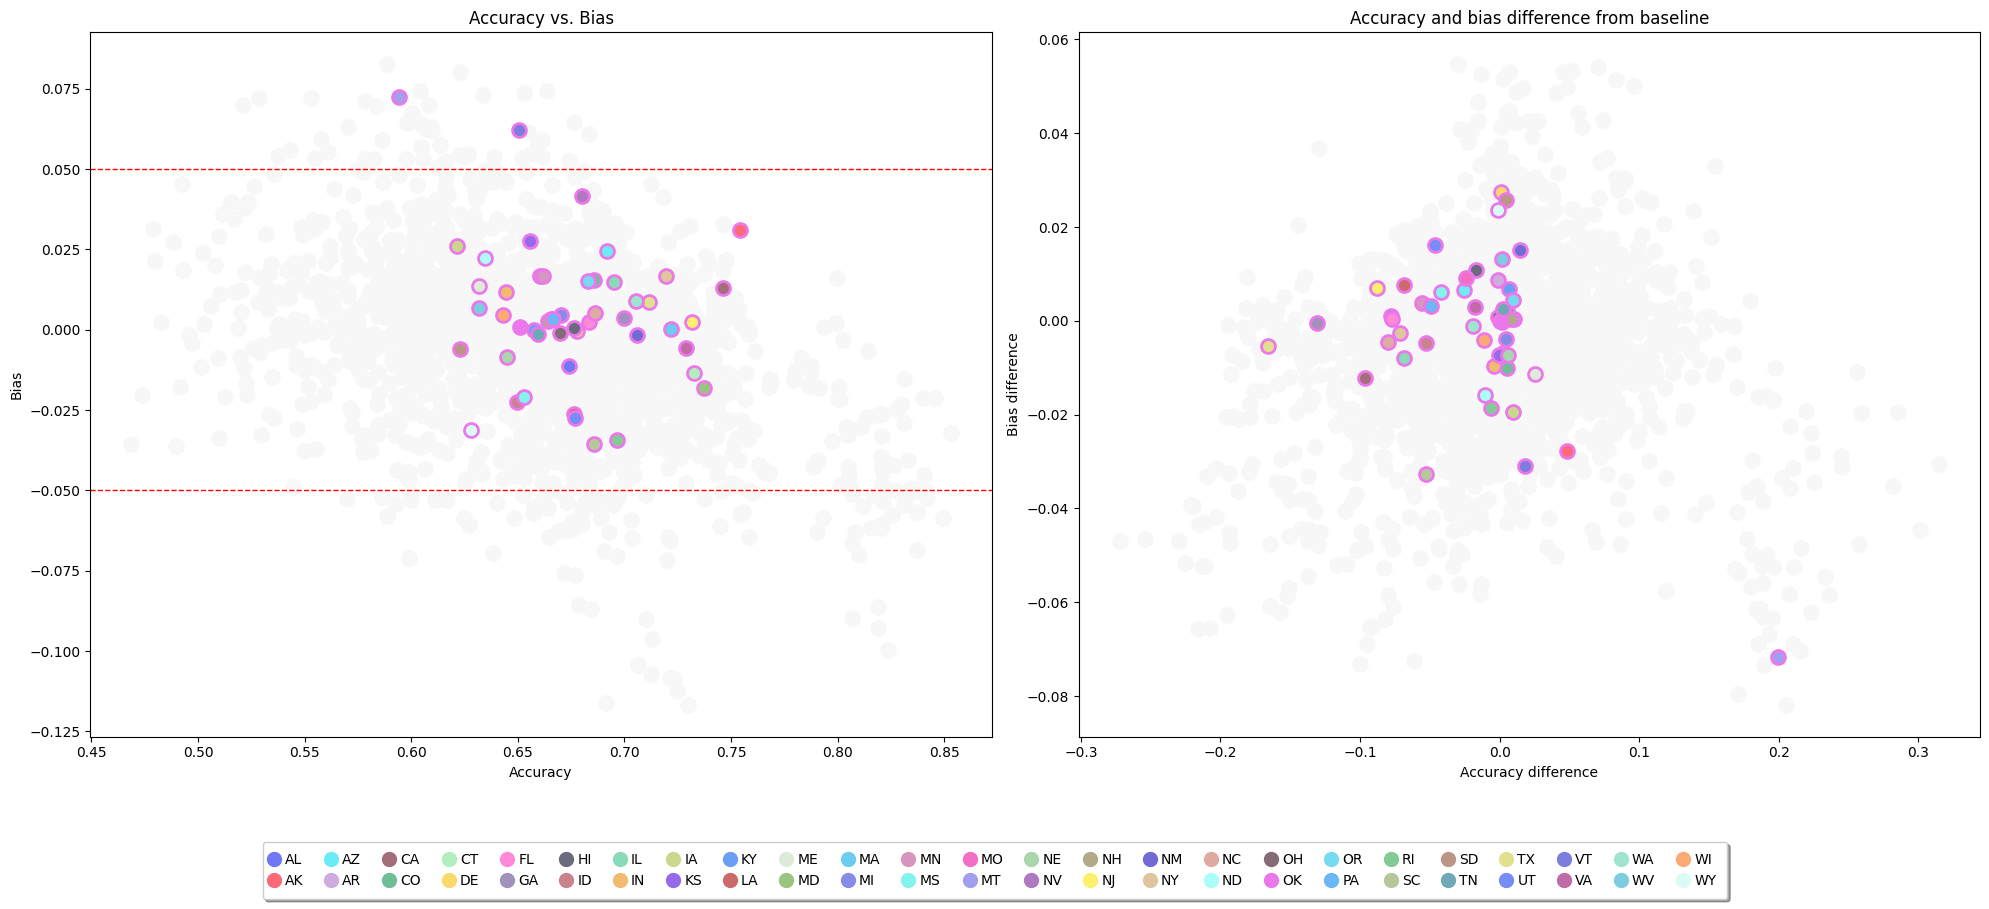 Accuracy vs. Bias
0.075
0.050
0.025
0.000
−0.025
−0.050
−0.075
−0.100
−0.125
Bias
0.45 0.50 0.55 0.60 0.65 0.70 0.75 0.80 0.85
Accuracy
Accuracy and bias difference from baseline
0.06
0.04
0.02
0.00
−0.02
−0.04
−0.06
−0.08
Bias difference
−0.3 −0.2 −0.1 0.0 0.1 0.2 0.3
Accuracy difference
AL AZ CA CT FL HI IL IA KY ME MA MN MO NE NH NM NC OH OR RI SD TX VT WA WI
AK AR CO DE GA ID IN KS LA MD MI MS MT NV NJ NY ND OK PA SC TN UT VA WV WY